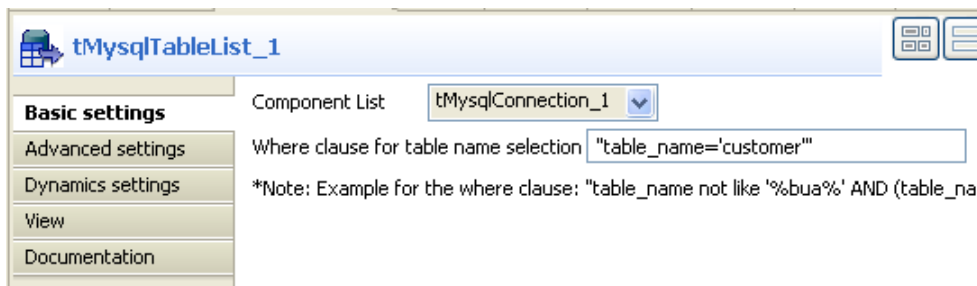 tMysqlTableList_1
Basic settings
Component List tMysqlConnection_1
Advanced settings
Where clause for table name selection "table_name='customer'"
Dynamics settings
*Note: Example for the where clause: "table_name not like '%bua%' AND (table_na
View
Documentation